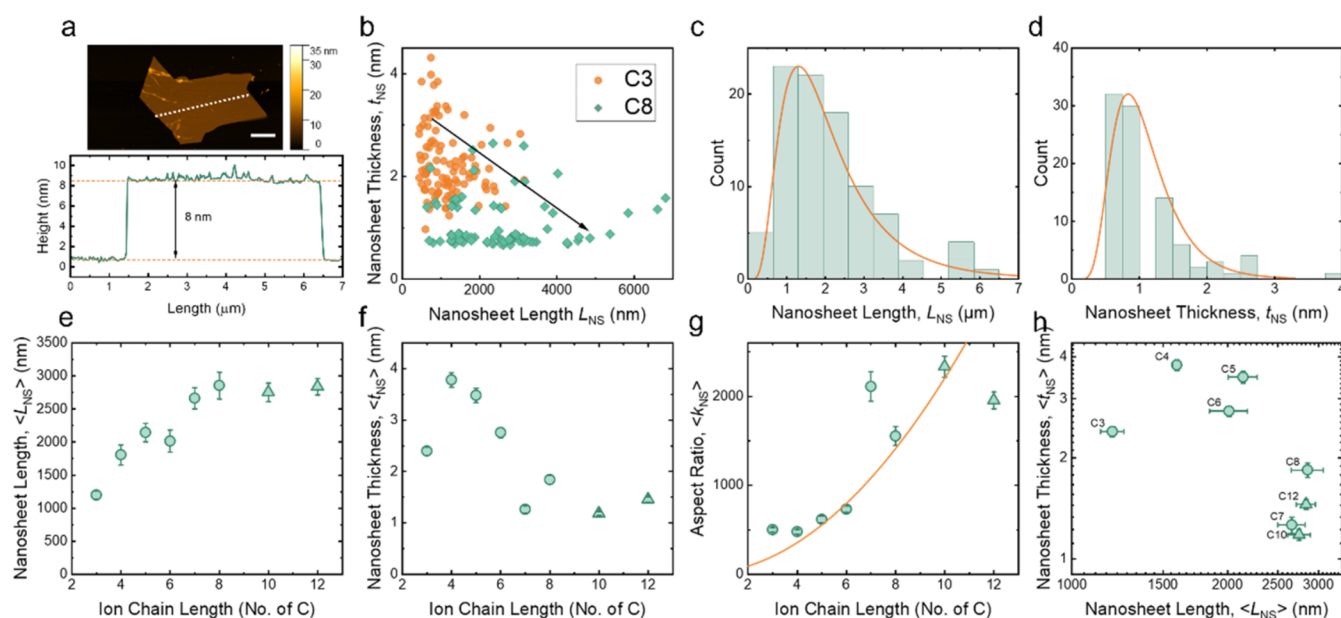 a
35 nm
30
20
10
0
Height (nm)
10
8
6
4
2
0
8 nm
0 1 2 3 4 5 6 7
Length (μm)
b
Nanosheet Thickness, tNS (nm)
4
2
0
C3
C8
0 2000 4000 6000
Nanosheet Length LNS (nm)
c
Count
20
10
0
0 1 2 3 4 5 6 7
Nanosheet Length, LNS (μm)
d
Count
40
30
20
10
0
0 1 2 3 4
Nanosheet Thickness, tNS (nm)
e
Nanosheet Length, <LNS> (nm)
3500
3000
2500
2000
1500
1250
500
0
2 4 6 8 10 12
Ion Chain Length (No. of C)
f
Nanosheet Thickness, <tNS> (nm)
4
3
2
1
0
2 4 6 8 10 12
Ion Chain Length (No. of C)
g
Aspect Ratio, <kNS>
2000
1000
0
2 4 6 8 10 12
Ion Chain Length (No. of C)
h
Nanosheet Thickness, <tNS> (nm)
4
3
2
1
C4
C5
C6
C3
C8
C12
C7
C10
1000 1500 2000 2500 3000
Nanosheet Length, <LNS> (nm)